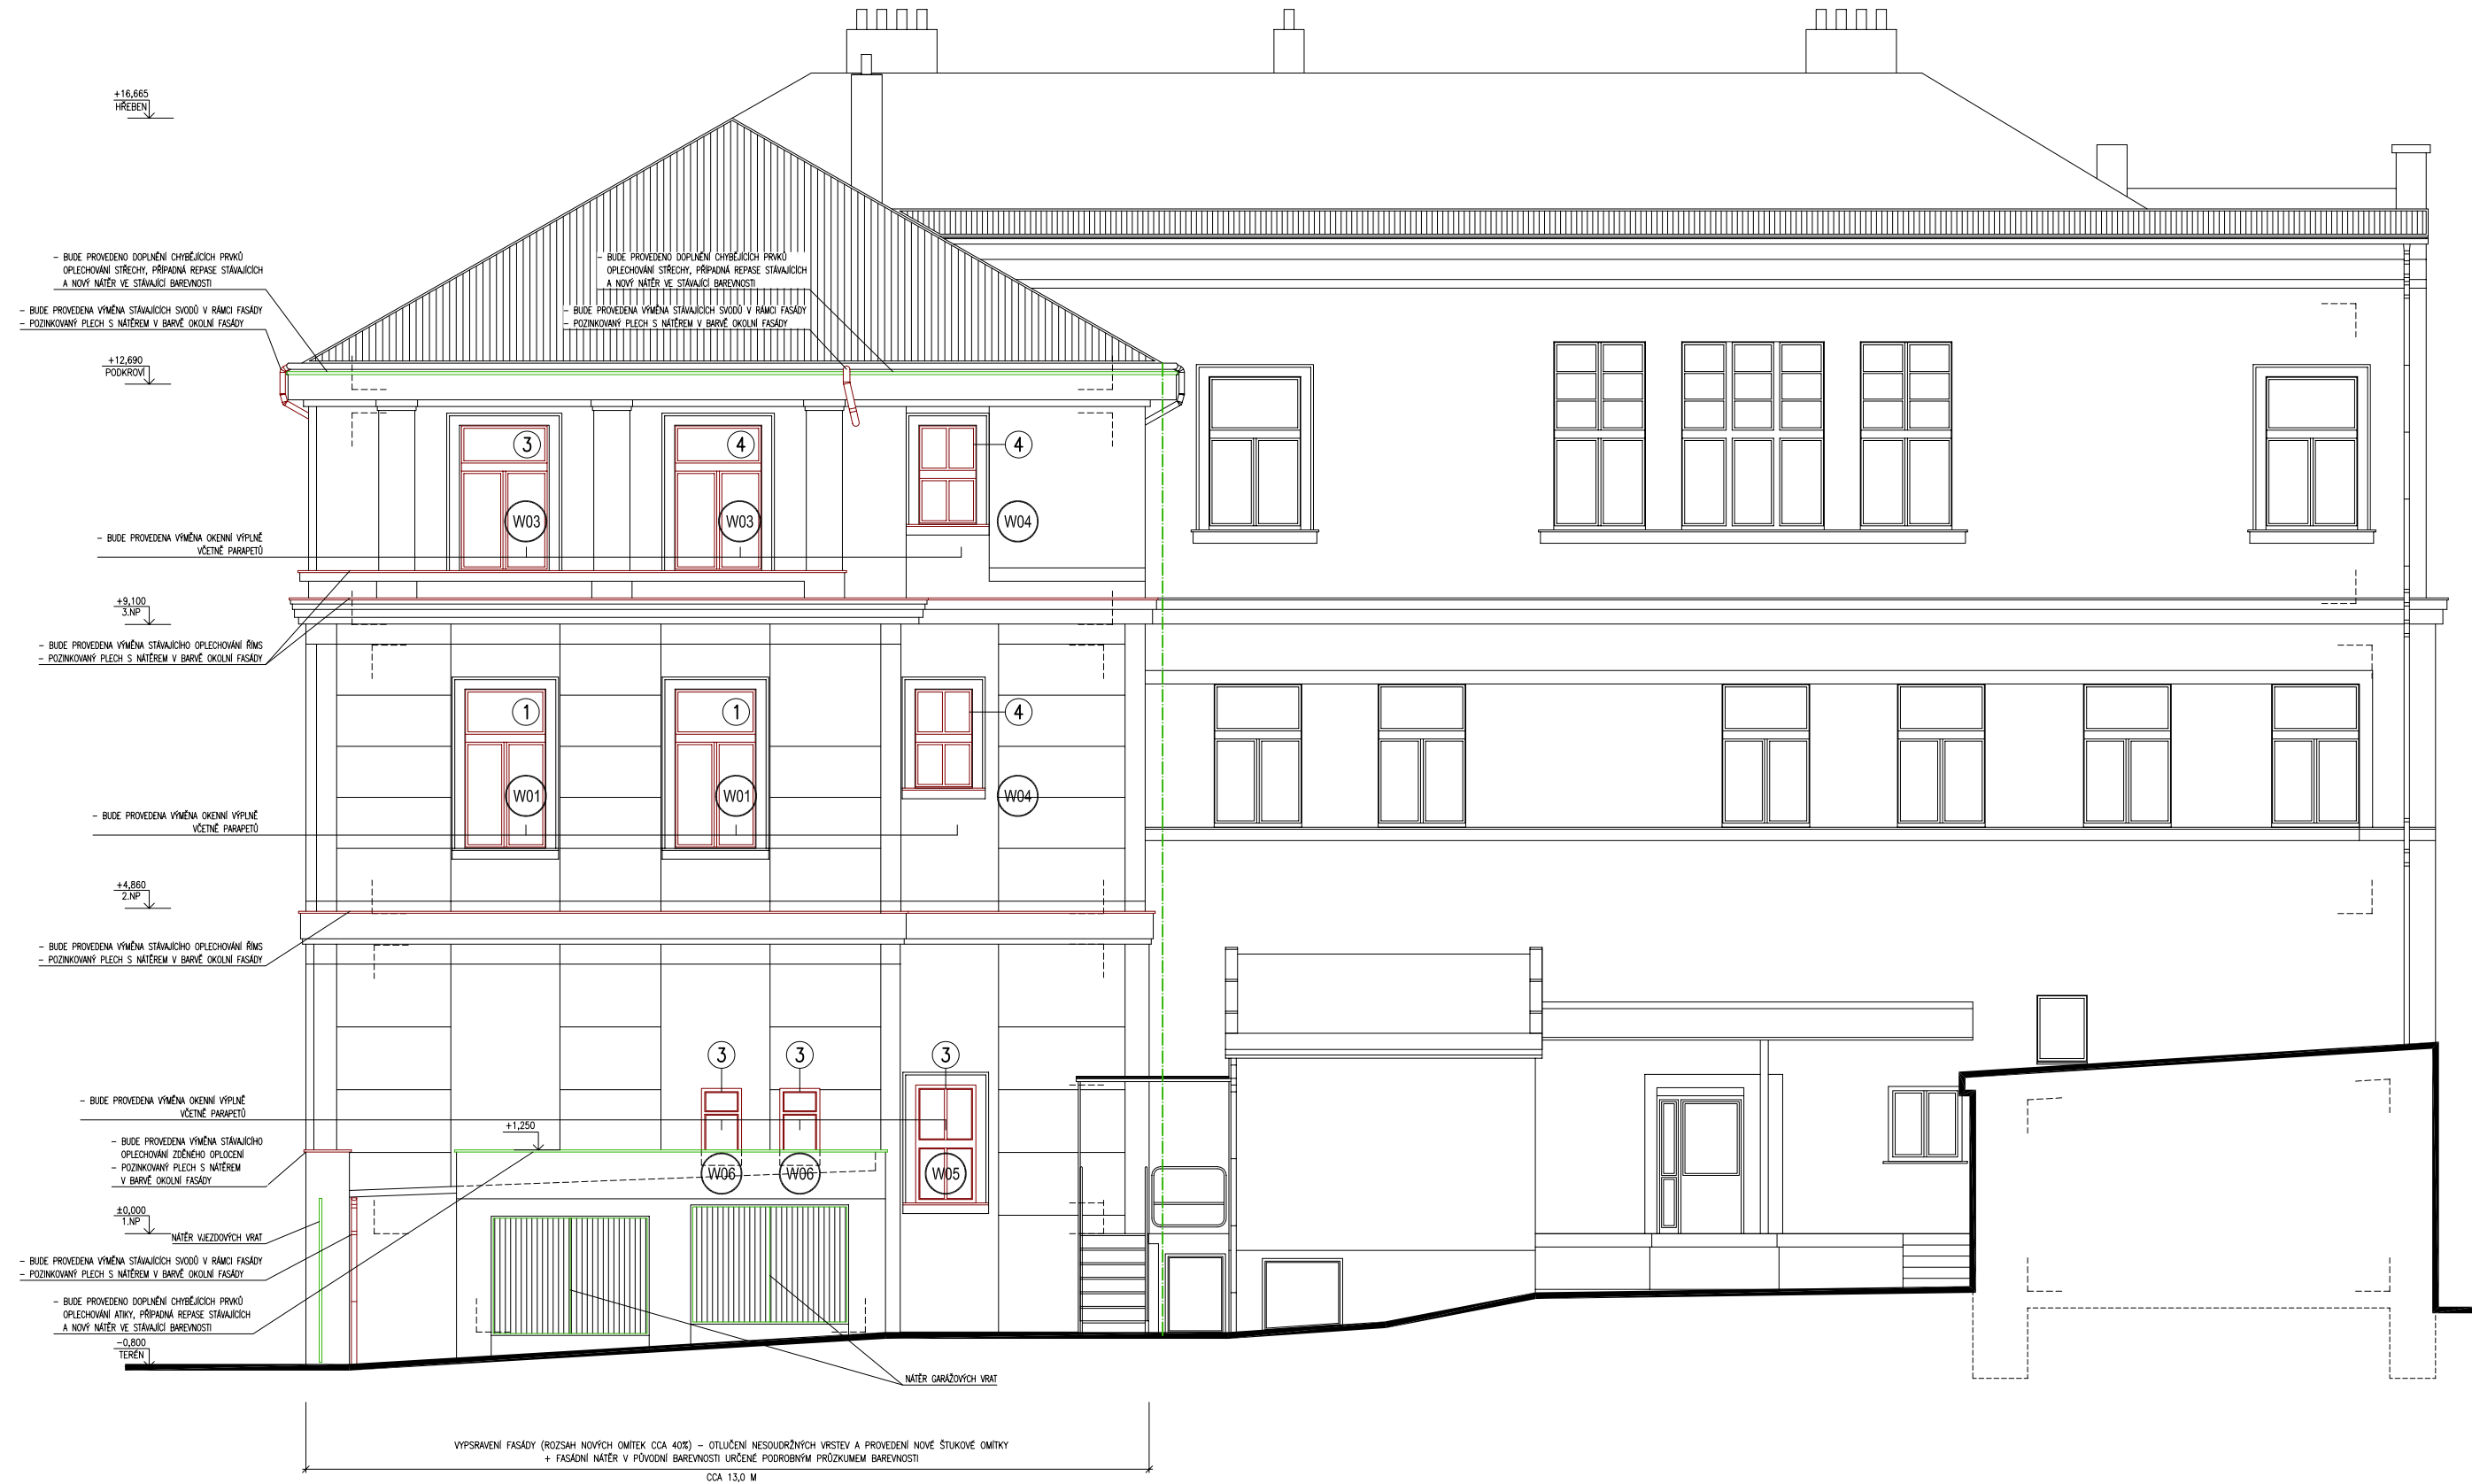 +16,665
HŘEBEN
– BUDE PROVEDENO DOPLNĚNÍ CHYBĚJÍCÍCH PRVKŮ
OPLECHOVÁNÍ STŘECHY, PŘÍPADNÁ REPASE STÁVAJÍCÍCH
A NOVÝ NÁTĚR VE STÁVAJÍCÍ BAREVNOSTI
– BUDE PROVEDENA VÝMĚNA STÁVAJÍCÍCH SVODŮ V RÁMCI FASÁDY
– POZINKOVANÝ PLECH S NÁTĚREM V BARVĚ OKOLNÍ FASÁDY
– BUDE PROVEDENO DOPLNĚNÍ CHYBĚJÍCÍCH PRVKŮ
OPLECHOVÁNÍ STŘECHY, PŘÍPADNÁ REPASE STÁVAJÍCÍCH
A NOVÝ NÁTĚR VE STÁVAJÍCÍ BAREVNOSTI
– BUDE PROVEDENA VÝMĚNA STÁVAJÍCÍCH SVODŮ V RÁMCI FASÁDY
– POZINKOVANÝ PLECH S NÁTĚREM V BARVĚ OKOLNÍ FASÁDY
+12,690
PODKROVÍ
3
4
4
W03
W03
W04
– BUDE PROVEDENA VÝMĚNA OKENNÍ VÝPLNĚ
VČETNĚ PARAPETŮ
+9,100
3.NP
– BUDE PROVEDENA VÝMĚNA STÁVAJÍCÍHO OPLECHOVÁNÍ ŘÍMS
– POZINKOVANÝ PLECH S NÁTĚREM V BARVĚ OKOLNÍ FASÁDY
1
1
4
W01
W01
W04
– BUDE PROVEDENA VÝMĚNA OKENNÍ VÝPLNĚ
VČETNĚ PARAPETŮ
+4,860
2.NP
– BUDE PROVEDENA VÝMĚNA STÁVAJÍCÍHO OPLECHOVÁNÍ ŘÍMS
– POZINKOVANÝ PLECH S NÁTĚREM V BARVĚ OKOLNÍ FASÁDY
3
3
3
– BUDE PROVEDENA VÝMĚNA OKENNÍ VÝPLNĚ
VČETNĚ PARAPETŮ
+1,250
– BUDE PROVEDENA VÝMĚNA STÁVAJÍCÍHO
OPLECHOVÁNÍ ZDĚNÉHO OPLOCENÍ
– POZINKOVANÝ PLECH S NÁTĚREM
V BARVĚ OKOLNÍ FASÁDY
W06
W06
W05
±0,000
1.NP
NÁTĚR VJEZDOVÝCH VRAT
– BUDE PROVEDENA VÝMĚNA STÁVAJÍCÍCH SVODŮ V RÁMCI FASÁDY
– POZINKOVANÝ PLECH S NÁTĚREM V BARVĚ OKOLNÍ FASÁDY
– BUDE PROVEDENO DOPLNĚNÍ CHYBĚJÍCÍCH PRVKŮ
OPLECHOVÁNÍ ATIKY, PŘÍPADNÁ REPASE STÁVAJÍCÍCH
A NOVÝ NÁTĚR VE STÁVAJÍCÍ BAREVNOSTI
–0,800
TERÉN
NÁTĚR GARÁŽOVÝCH VRAT
VYPSRAVENÍ FASÁDY (ROZSAH NOVÝCH OMÍTEK CCA 40%) – OTLUČENÍ NESOUDRŽNÝCH VRSTEV A PROVEDENÍ NOVÉ ŠTUKOVÉ OMÍTKY
+ FASÁDNÍ NÁTĚR V PŮVODNÍ BAREVNOSTI URČENÉ PODROBNÝM PRŮZKUMEM BAREVNOSTI
CCA 13,0 M